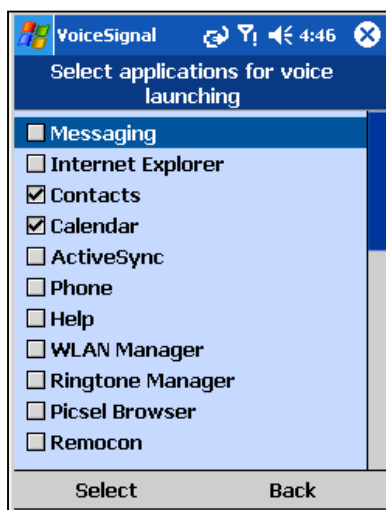 VoiceSignal 4:46
Select applications for voice
launching
Messaging
Internet Explorer
Contacts
Calendar
ActiveSync
Phone
Help
WLAN Manager
Ringtone Manager
Picsel Browser
Remocon
Select Back